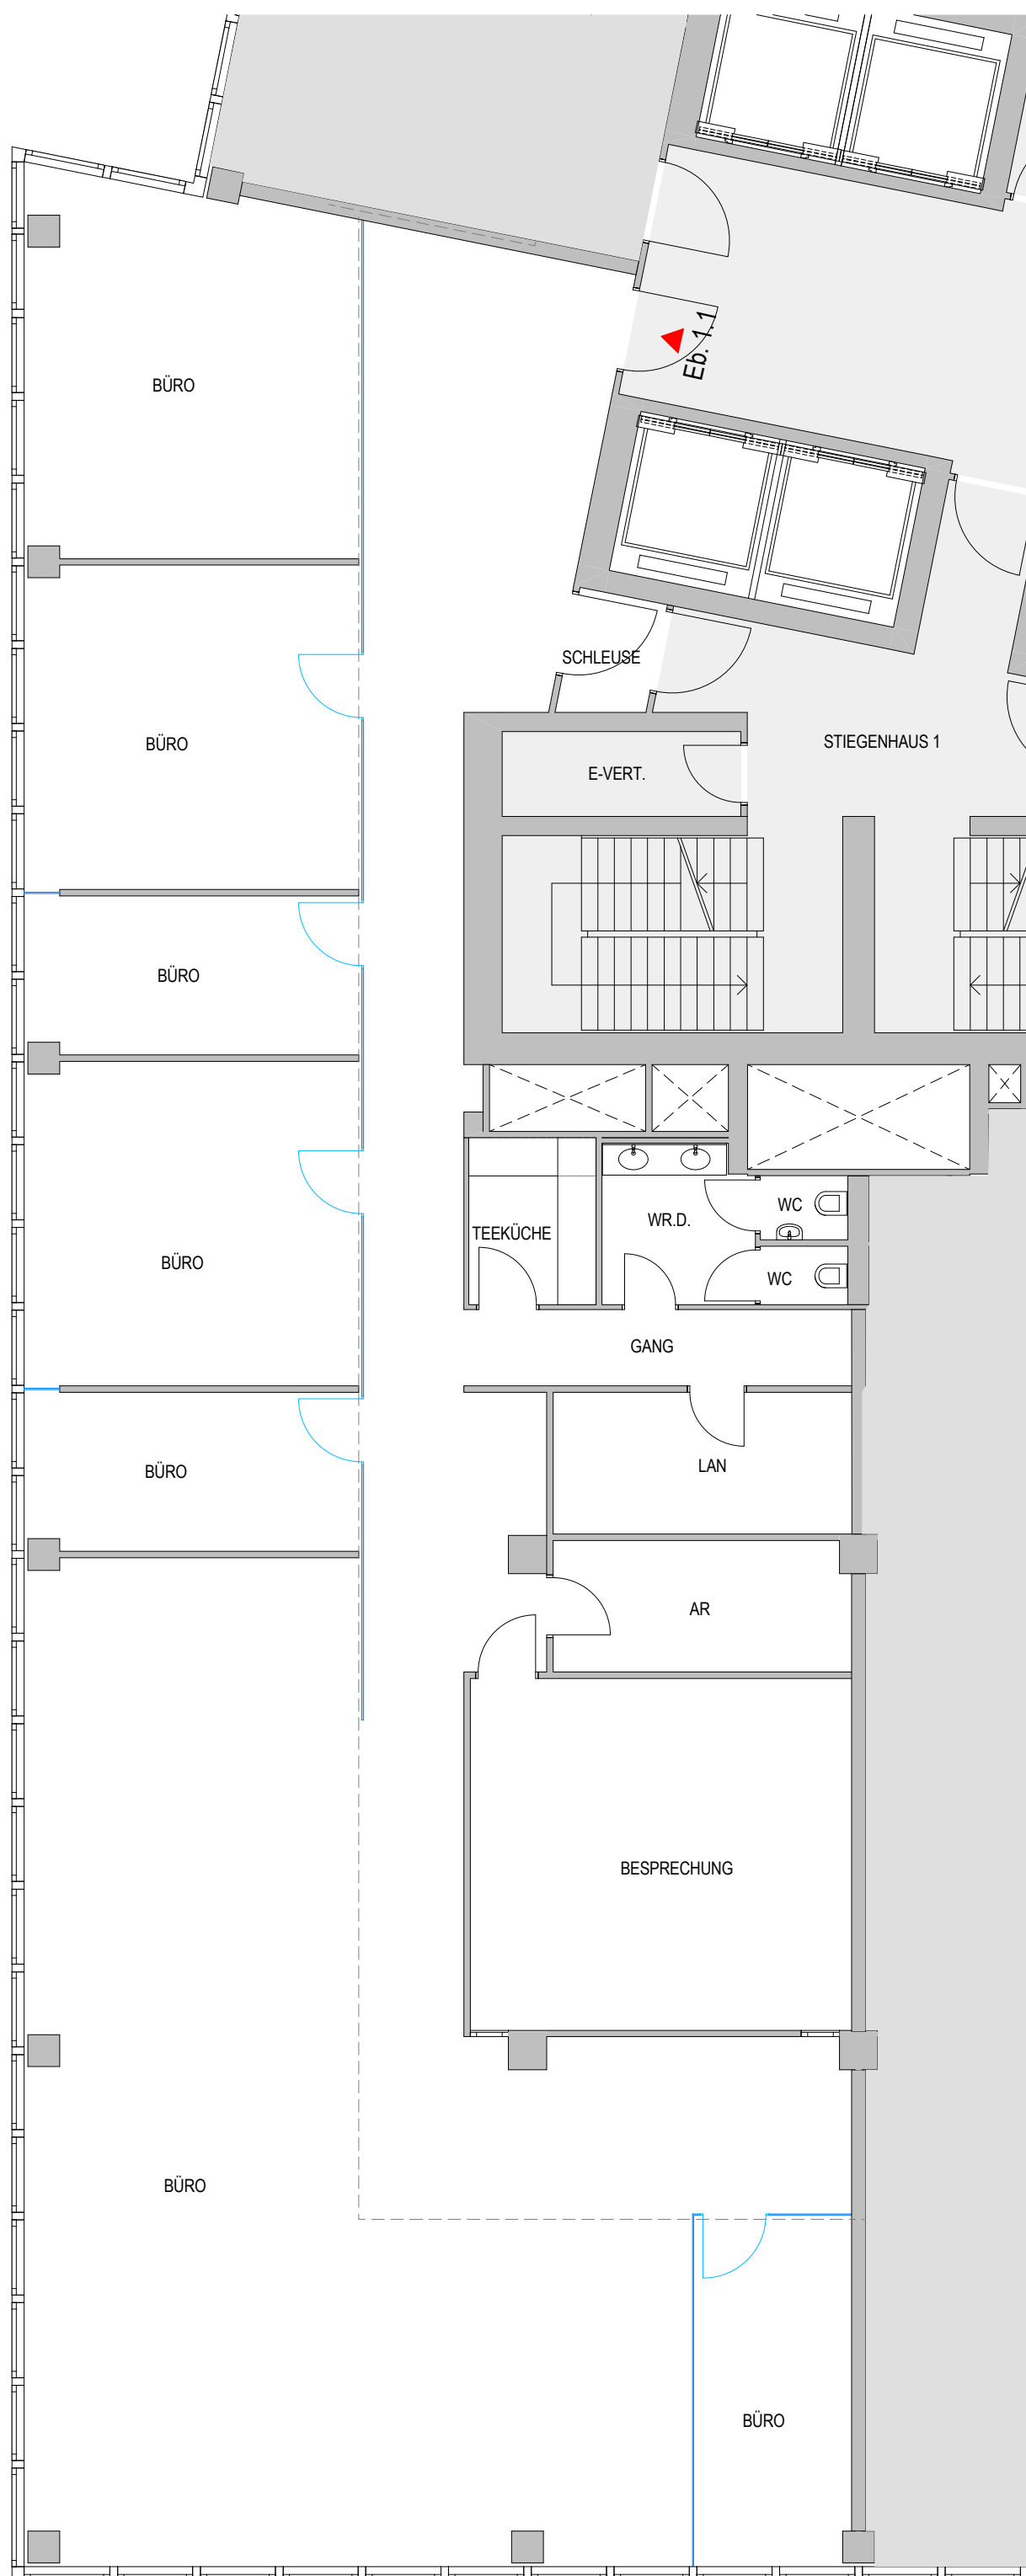 Eb. 1.1
BÜRO
SCHLEUSE
BÜRO
STIEGENHAUS 1
E-VERT.
BÜRO
WC
WR.D.
TEEKÜCHE
BÜRO
WC
GANG
LAN
BÜRO
AR
BESPRECHUNG
BÜRO
BÜRO